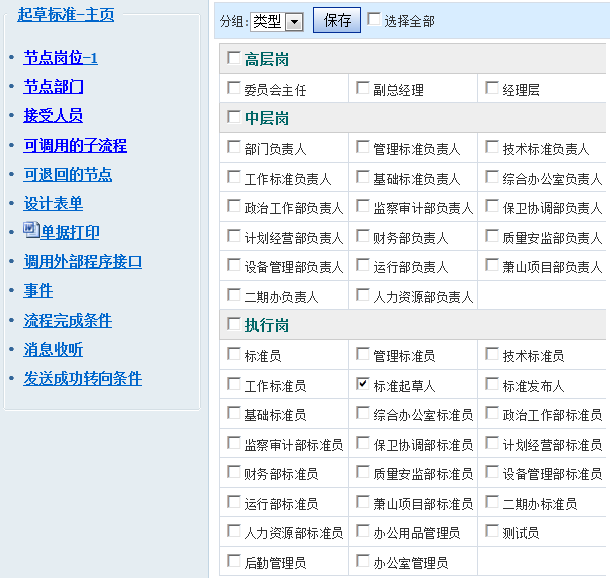 起草标准-主页
节点岗位-1
节点部门
接受人员
可调用的子流程
可退回的节点
设计表单
单据打印
调用外部程序接口
事件
流程完成条件
消息收听
发送成功转向条件
分组: 类型 保存 选择全部
高层岗
委员会主任 副总经理 经理层
中层岗
部门负责人 管理标准负责人 技术标准负责人
工作标准负责人 基础标准负责人 综合办公室负责人
政治工作部负责人 监察审计部负责人 保卫协调部负责人
计划经营部负责人 财务部负责人 质量安监部负责人
设备管理部负责人 运行部负责人 萧山项目部负责人
二期办负责人 人力资源部负责人
执行岗
标准员 管理标准员 技术标准员
工作标准员 标准起草人 标准发布人
基础标准员 综合办公室标准员 政治工作部标准员
监察审计部标准员 保卫协调部标准员 计划经营部标准员
财务部标准员 质量安监部标准员 设备管理部标准员
运行部标准员 萧山项目部标准员 二期办标准员
人力资源部标准员 办公用品管理员 测试员
后勤管理员 办公室管理员